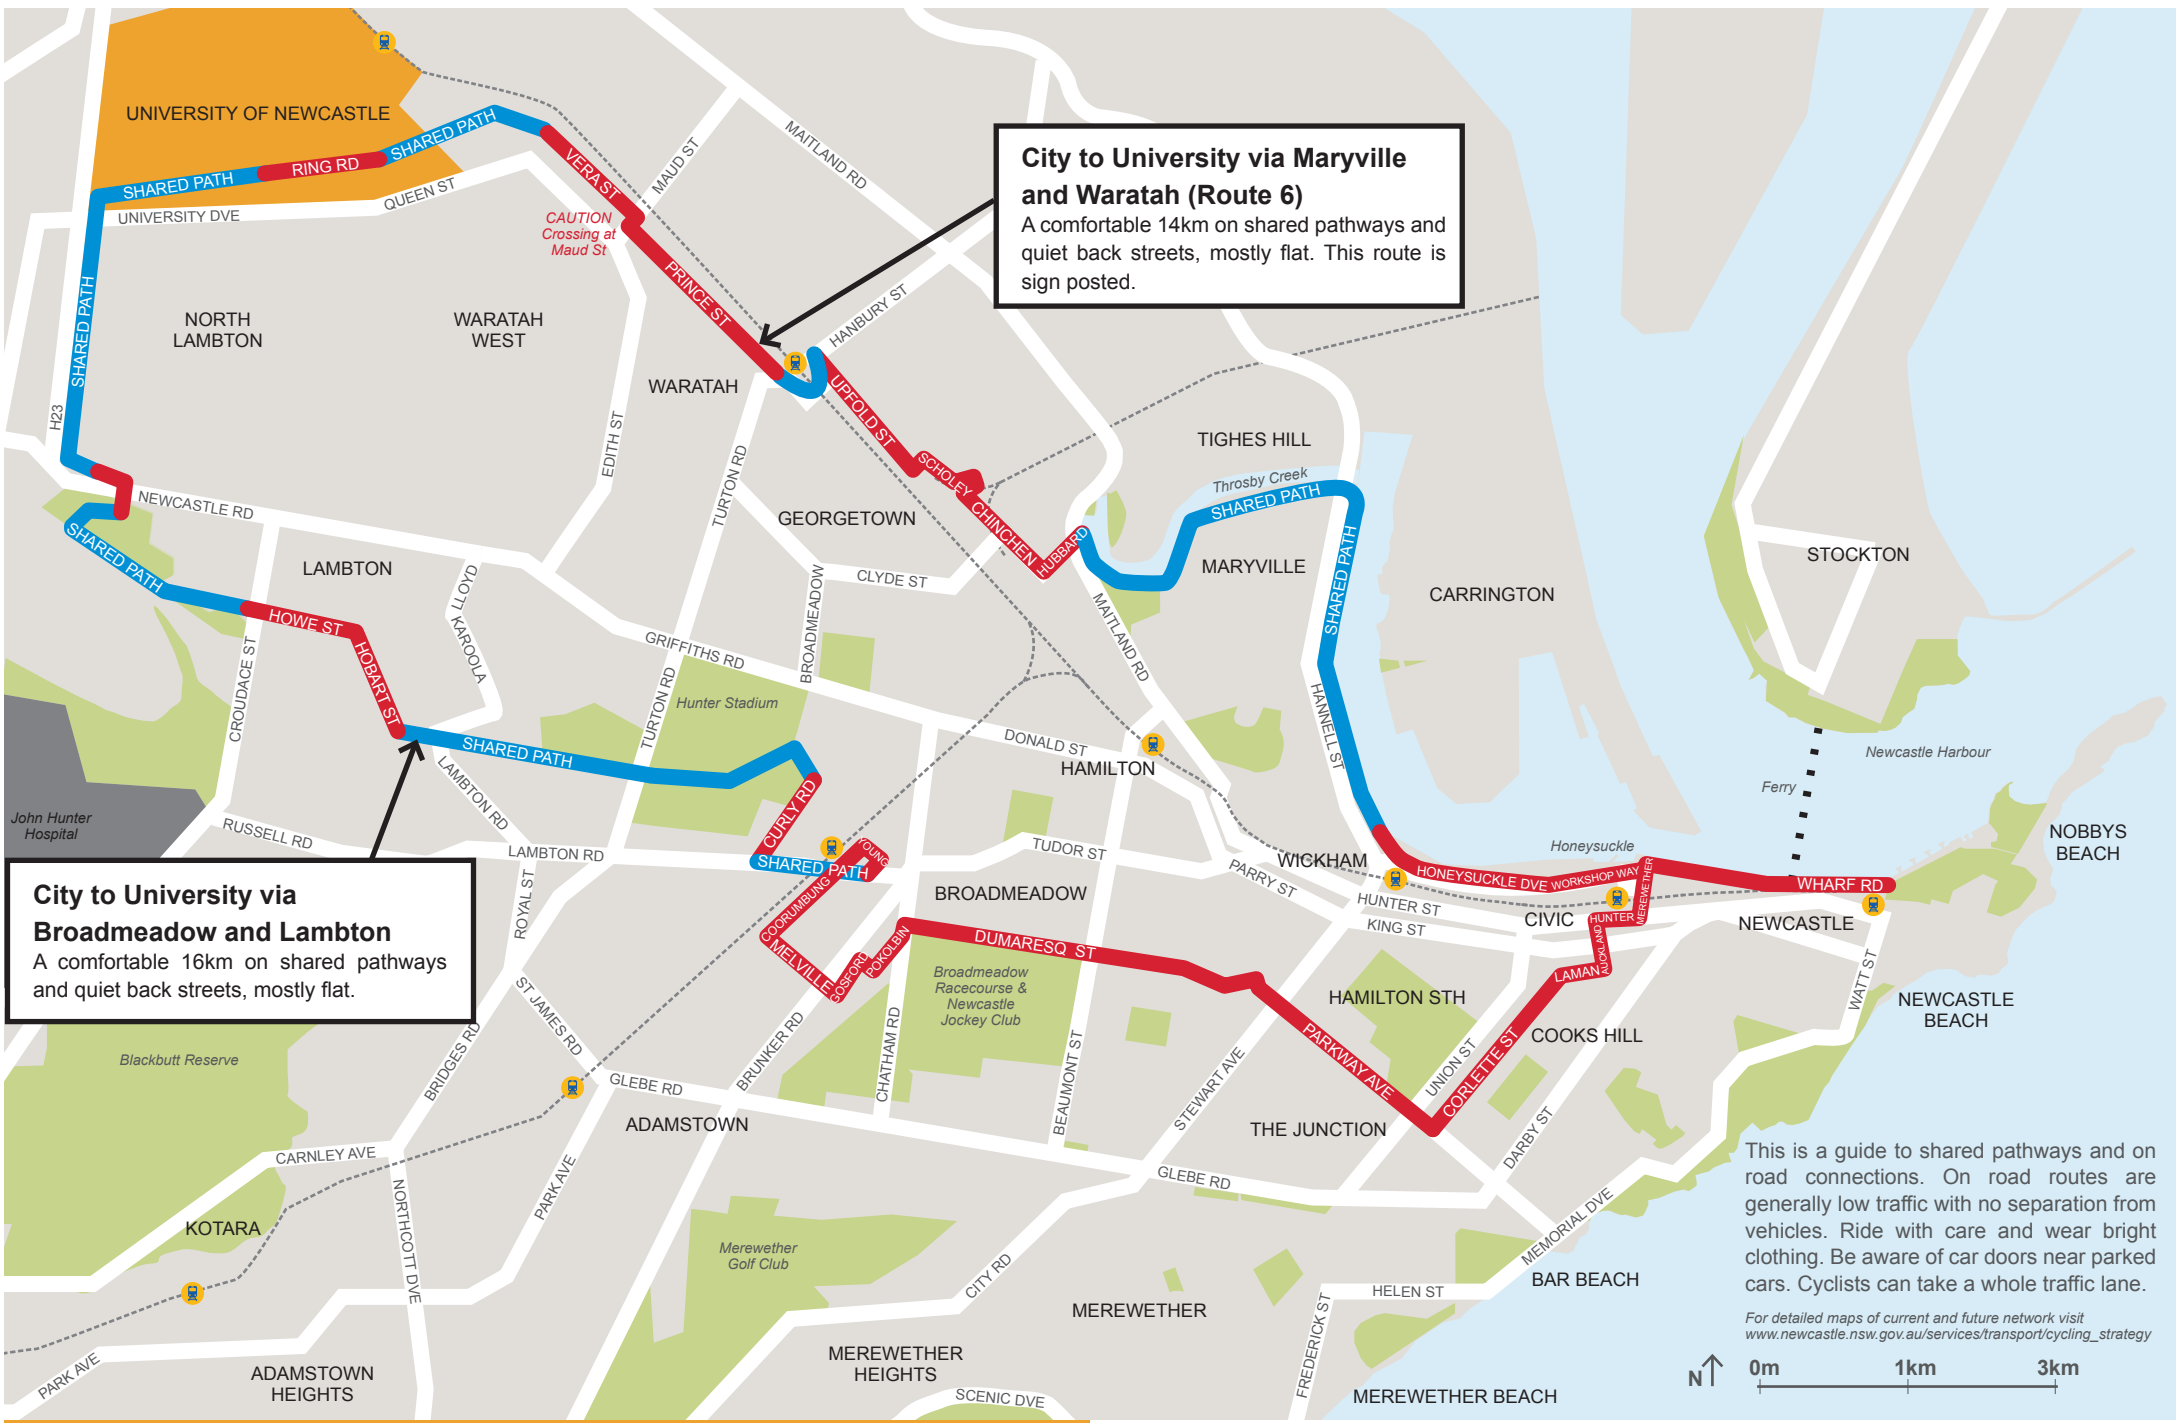 UNIVERSITY OF NEWCASTLE
SHARED PATH
RING RD
SHARED PATH
VERA ST
MAUD ST
MAITLAND RD
UNIVERSITY DVE
QUEEN ST
CAUTION
Crossing at
Maud St
City to University via Maryville
and Waratah (Route 6)
A comfortable 14km on shared pathways and
quiet back streets, mostly flat. This route is
sign posted.
SHARED PATH
H23
NORTH
LAMBTON
WARATAH
WEST
PRINCE ST
HANBURY ST
WARATAH
UPFOLD ST
EDITH ST
TURTON RD
SCHOLEY
CHINCHEN
HUBBARD
TIGHES HILL
Throsby Creek
SHARED PATH
SHARED PATH
MARYVILLE
CARRINGTON
STOCKTON
NEWCASTLE RD
SHARED PATH
LAMBTON
GEORGETOWN
CLYDE ST
BROADMEADOW
LLOYD
KAROOLA
HOWE ST
HOBART ST
CROUDACE ST
GRIFFITHS RD
TURTON RD
Hunter Stadium
MAITLAND RD
HANNELL ST
SHARED PATH
LAMBTON RD
DONALD ST
HAMILTON
Newcastle Harbour
Ferry
NOBBYS
BEACH
John Hunter
Hospital
RUSSELL RD
LAMBTON RD
CURLY RD
SHARED PATH
YOUNG
COORUMBUNG
MELVILLE
GOSFORD
POKOLBIN
TUDOR ST
BROADMEADOW
PARRY ST
WICKHAM
Honeysuckle
HONEYSUCKLE DVE
WORKSHOP WAY
MEREWETHER
WHARF RD
HUNTER ST
KING ST
CIVIC
HUNTER
AUCKLAND
LAMAN
NEWCASTLE
WATT ST
NEWCASTLE
BEACH
City to University via
Broadmeadow and Lambton
A comfortable 16km on shared pathways
and quiet back streets, mostly flat.
ROYAL ST
ST JAMES RD
BRIDGES RD
DUMARESQ ST
Broadmeadow
Racecourse &
Newcastle
Jockey Club
HAMILTON STH
COOKS HILL
PARKWAY AVE
UNION ST
CORLETTE ST
DARBY ST
Blackbutt Reserve
GLEBE RD
BRUNKER RD
CHATHAM RD
BEAUMONT ST
STEWART AVE
ADAMSTOWN
THE JUNCTION
CARNLEY AVE
NORTHCOTT DVE
PARK AVE
GLEBE RD
MEMORIAL DVE
KOTARA
Merewether
Golf Club
CITY RD
MEREWETHER
HELEN ST
FREDERICK ST
BAR BEACH
PARK AVE
ADAMSTOWN
HEIGHTS
MEREWETHER
HEIGHTS
SCENIC DVE
MEREWETHER BEACH
This is a guide to shared pathways and on
road connections. On road routes are
generally low traffic with no separation from
vehicles. Ride with care and wear bright
clothing. Be aware of car doors near parked
cars. Cyclists can take a whole traffic lane.
For detailed maps of current and future network visit
www.newcastle.nsw.gov.au/services/transport/cycling_strategy
N
0m 1km 3km